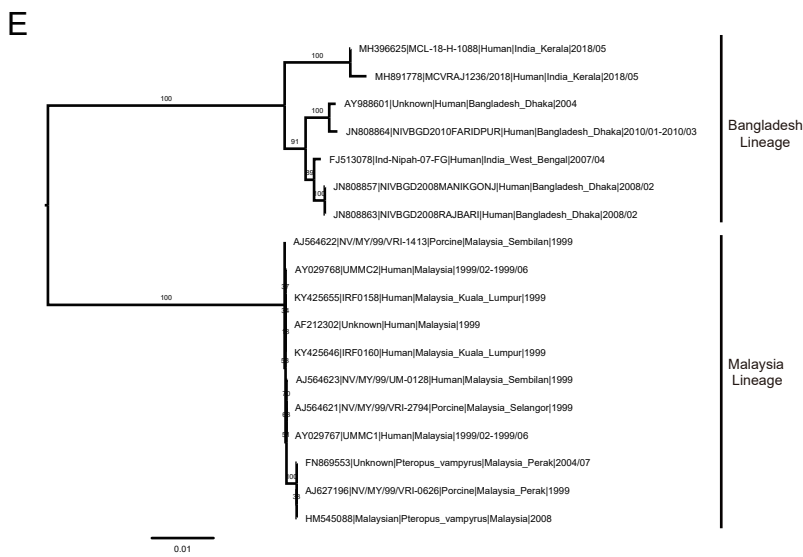 E
100
MH396625|MCL-18-H-1088|Human|India_Kerala|2018/05
MH891778|MCVRAJ1236/2018|Human|India_Kerala|2018/05
100
100
AY988601|Unknown|Human|Bangladesh_Dhaka|2004
JN808864|NIVBGD2010FARIDPUR|Human|Bangladesh_Dhaka|2010/01-2010/03
91
FJ513078|Ind-Nipah-07-FG|Human|India_West_Bengal|2007/04
JN808857|NIVBGD2008MANIKGONJ|Human|Bangladesh_Dhaka|2008/02
100
JN808863|NIVBGD2008RAJBARI|Human|Bangladesh_Dhaka|2008/02
Bangladesh
Lineage
AJ564622|NV/MY/99/VRI-1413|Porcine|Malaysia_Sembilan|1999
AY029768|UMMC2|Human|Malaysia|1999/02-1999/06
KY425655|IRF0158|Human|Malaysia_Kuala_Lumpur|1999
100
AF212302|Unknown|Human|Malaysia|1999
KY425646|IRF0160|Human|Malaysia_Kuala_Lumpur|1999
AJ564623|NV/MY/99/UM-0128|Human|Malaysia_Sembilan|1999
AJ564621|NV/MY/99/VRI-2794|Porcine|Malaysia_Selangor|1999
AY029767|UMMC1|Human|Malaysia|1999/02-1999/06
FN869553|Unknown|Pteropus_vampyrus|Malaysia_Perak|2004/07
100
AJ627196|NV/MY/99/VRI-0626|Porcine|Malaysia_Perak|1999
HM545088|Malaysian|Pteropus_vampyrus|Malaysia|2008
Malaysia
Lineage
0.01